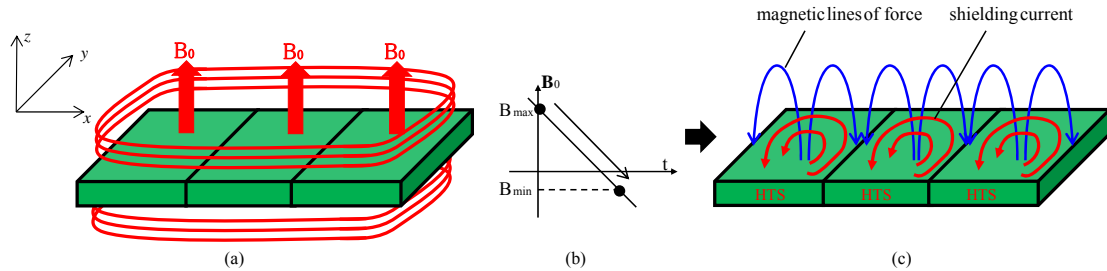 z
y
x
B₀ B₀ B₀
(a)
B₀
Bmax
t
Bmin
(b)
magnetic lines of force
shielding current
HTS HTS HTS
(c)